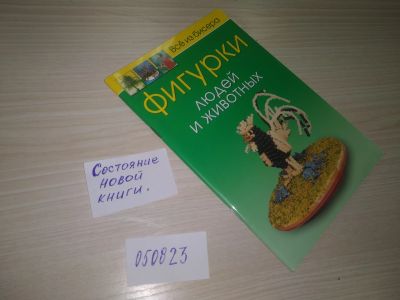 Всё из бисера
ФИГУРКИ
ЛЮДЕЙ
И ЖИВОТНЫХ
Состояние
новой
книги.
050823